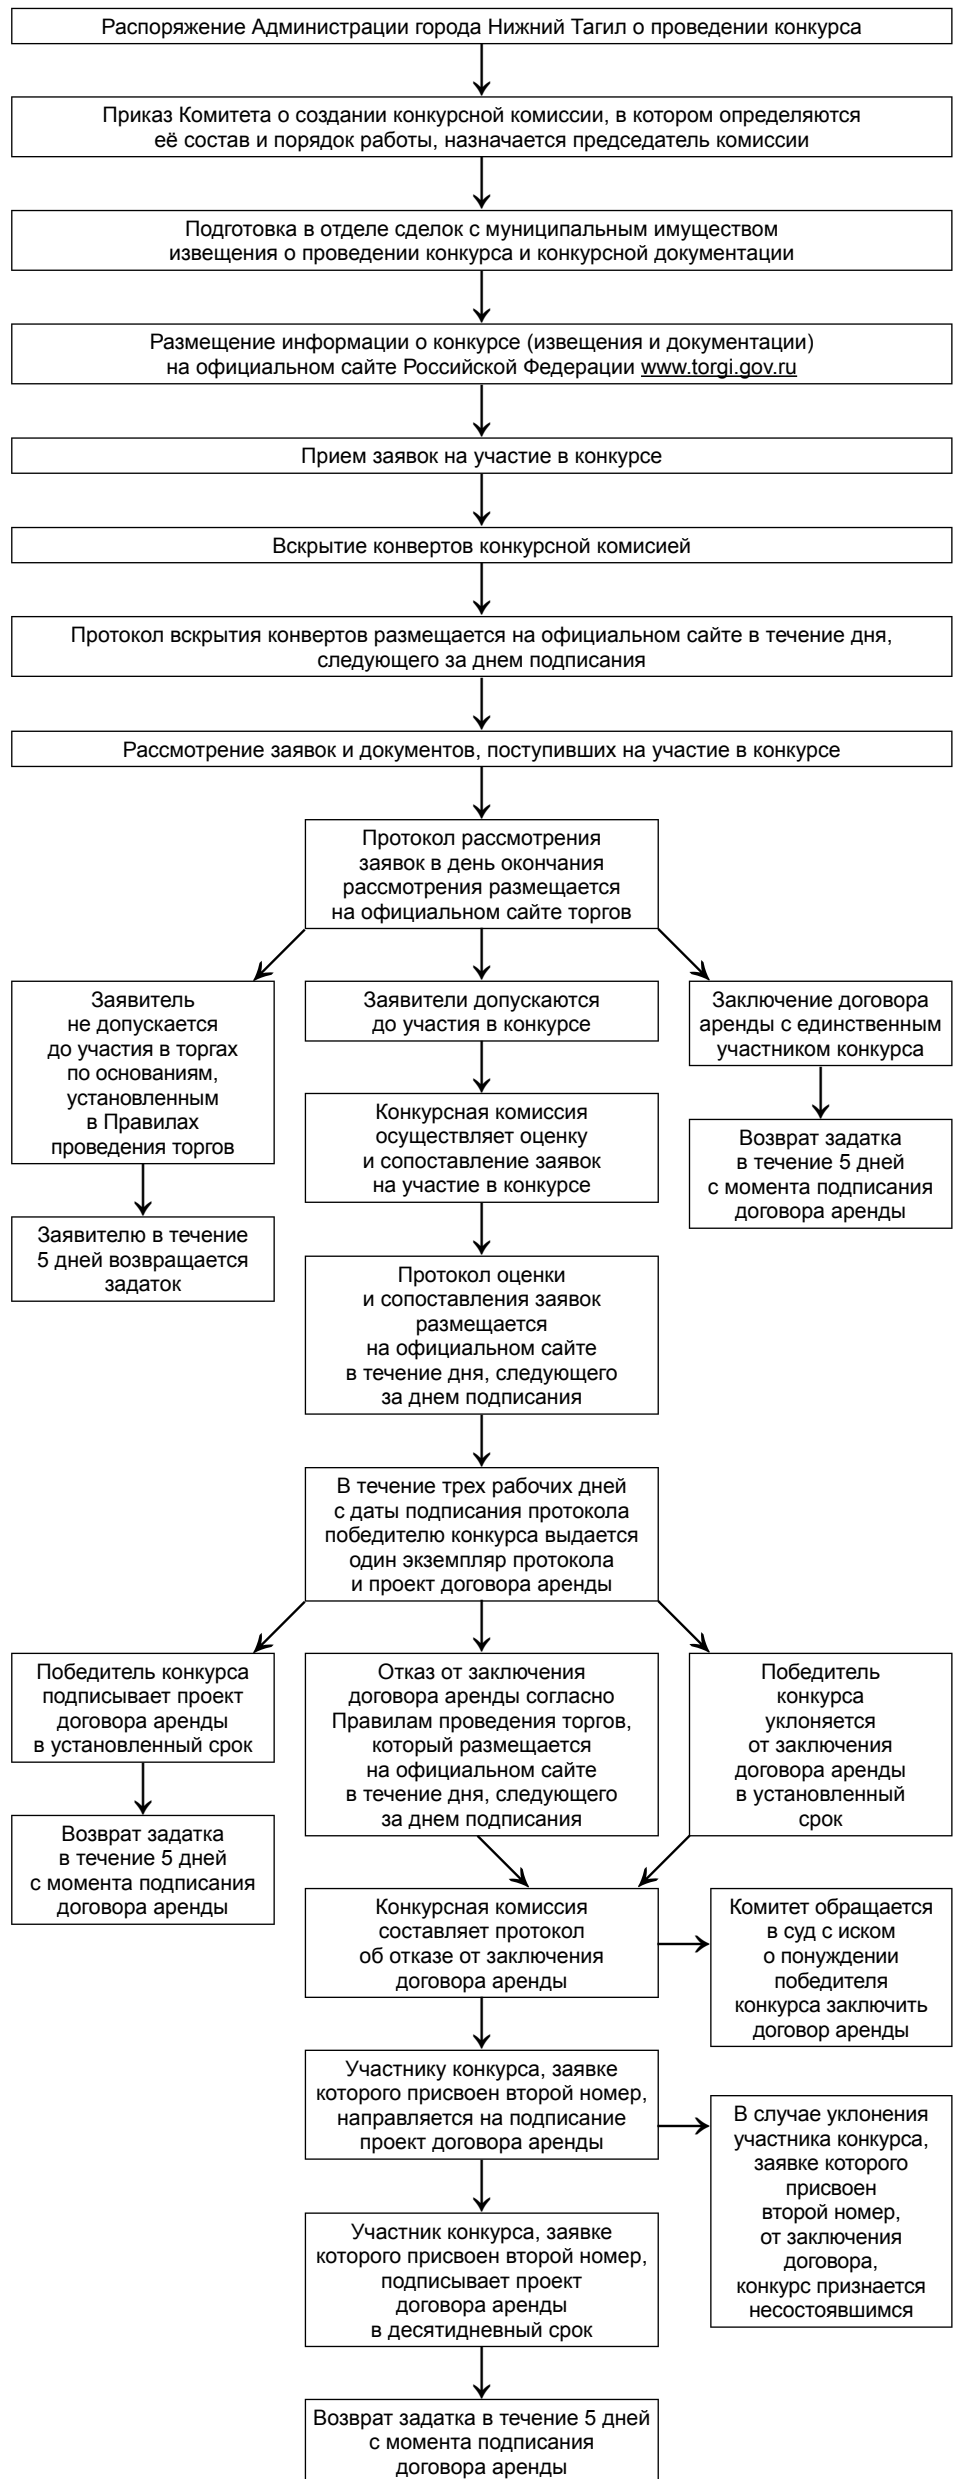 Распоряжение Администрации города Нижний Тагил о проведении конкурса
Приказ Комитета о создании конкурсной комиссии, в котором определяются
её состав и порядок работы, назначается председатель комиссии
Подготовка в отделе сделок с муниципальным имуществом
извещения о проведении конкурса и конкурсной документации
Размещение информации о конкурсе (извещения и документации)
на официальном сайте Российской Федерации www.torgi.gov.ru
Прием заявок на участие в конкурсе
Вскрытие конвертов конкурсной комисией
Протокол вскрытия конвертов размещается на официальном сайте в течение дня,
следующего за днем подписания
Рассмотрение заявок и документов, поступивших на участие в конкурсе
Протокол рассмотрения
заявок в день окончания
рассмотрения размещается
на официальном сайте торгов
Заявитель
не допускается
до участия в торгах
по основаниям,
установленным
в Правилах
проведения торгов
Заявителю в течение
5 дней возвращается
задаток
Заявители допускаются
до участия в конкурсе
Конкурсная комиссия
осуществляет оценку
и сопоставление заявок
на участие в конкурсе
Заключение договора
аренды с единственным
участником конкурса
Возврат задатка
в течение 5 дней
с момента подписания
договора аренды
Протокол оценки
и сопоставления заявок
размещается
на официальном сайте
в течение дня, следующего
за днем подписания
В течение трех рабочих дней
с даты подписания протокола
победителю конкурса выдается
один экземпляр протокола
и проект договора аренды
Победитель конкурса
подписывает проект
договора аренды
в установленный срок
Возврат задатка
в течение 5 дней
с момента подписания
договора аренды
Отказ от заключения
договора аренды согласно
Правилам проведения торгов,
который размещается
на официальном сайте
в течение дня, следующего
за днем подписания
Победитель
конкурса
уклоняется
от заключения
договора аренды
в установленный
срок
Конкурсная комиссия
составляет протокол
об отказе от заключения
договора аренды
Комитет обращается
в суд с иском
о понуждении
победителя
конкурса заключить
договор аренды
Участнику конкурса, заявке
которого присвоен второй номер,
направляется на подписание
проект договора аренды
В случае уклонения
участника конкурса,
заявке которого
присвоен
второй номер,
от заключения
договора,
конкурс признается
несостоявшимся
Участник конкурса, заявке
которого присвоен второй номер,
подписывает проект
договора аренды
в десятидневный срок
Возврат задатка в течение 5 дней
с момента подписания
договора аренды